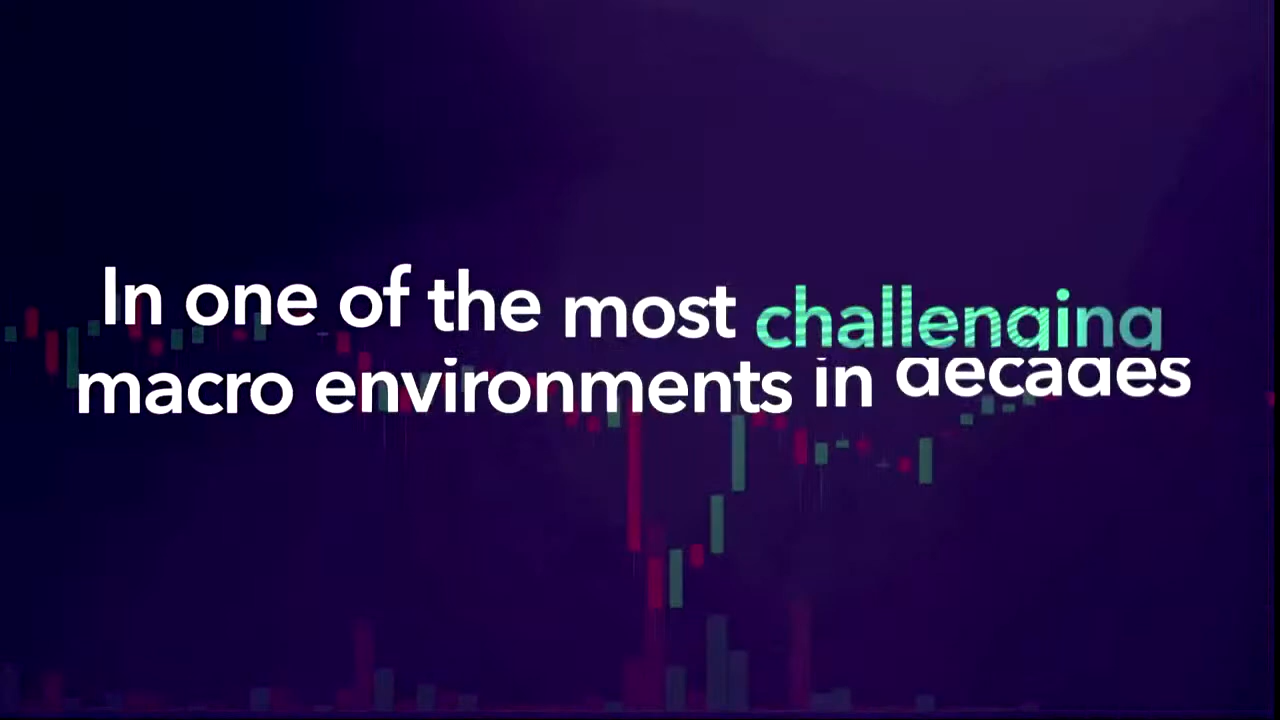 In one of the most challenging
macro environments in decades